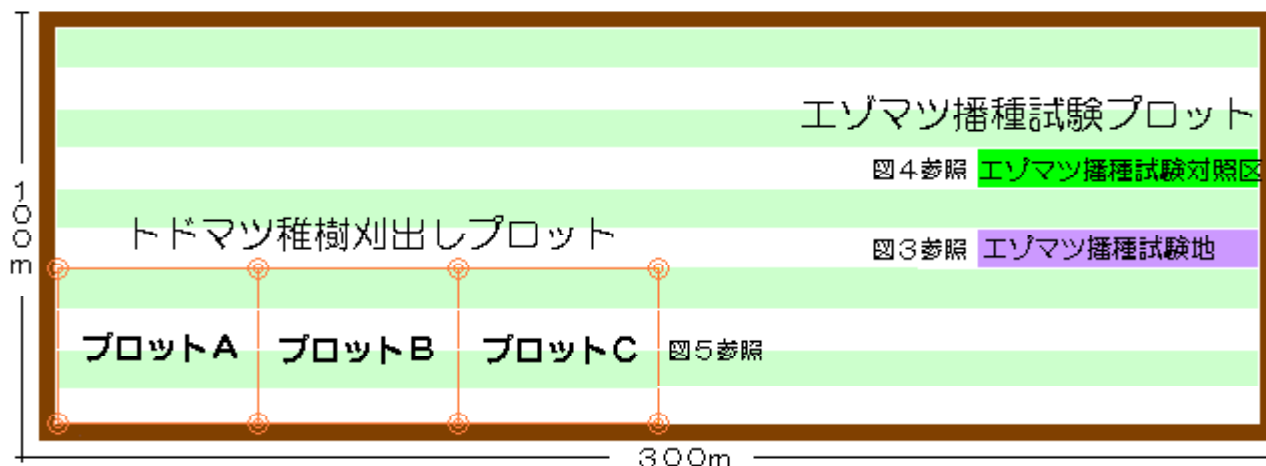 エゾマツ播種試験プロット
図4参照 エゾマツ播種試験対照区
100m
トドマツ稚樹刈出しプロット
図3参照 エゾマツ播種試験地
プロットA プロットB プロットC 図5参照
300m